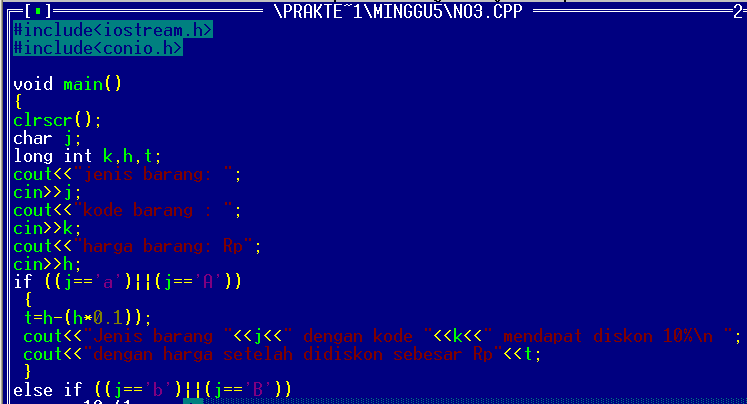 [■] \PRAKTE~1\MINGGU5\NO3.CPP 2
#include<iostream.h>
#include<conio.h>
void main()
{
clrscr();
char j;
long int k,h,t;
cout<<"jenis barang: ";
cin>>j;
cout<<"kode barang : ";
cin>>k;
cout<<"harga barang: Rp";
cin>>h;
if ((j=='a')||(j=='A'))
{
t=h-(h*0.1));
cout<<"Jenis barang "<<j<<" dengan kode "<<k<<" mendapat diskon 10%\n ";
cout<<"dengan harga setelah didiskon sebesar Rp"<<t;
}
else if ((j=='b')||(j=='B'))